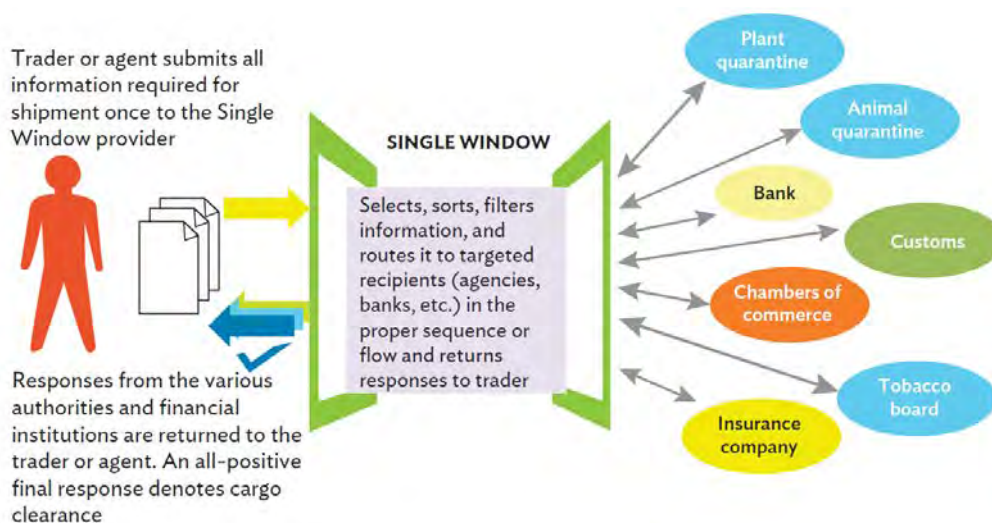 Trader or agent submits all
information required for
shipment once to the Single
Window provider
SINGLE WINDOW
Selects, sorts, filters
information, and
routes it to targeted
recipients (agencies,
banks, etc.) in the
proper sequence or
flow and returns
responses to trader
Responses from the various
authorities and financial
institutions are returned to the
trader or agent. An all-positive
final response denotes cargo
clearance
Plant
quarantine
Animal
quarantine
Bank
Customs
Chambers of
commerce
Tobacco
board
Insurance
company